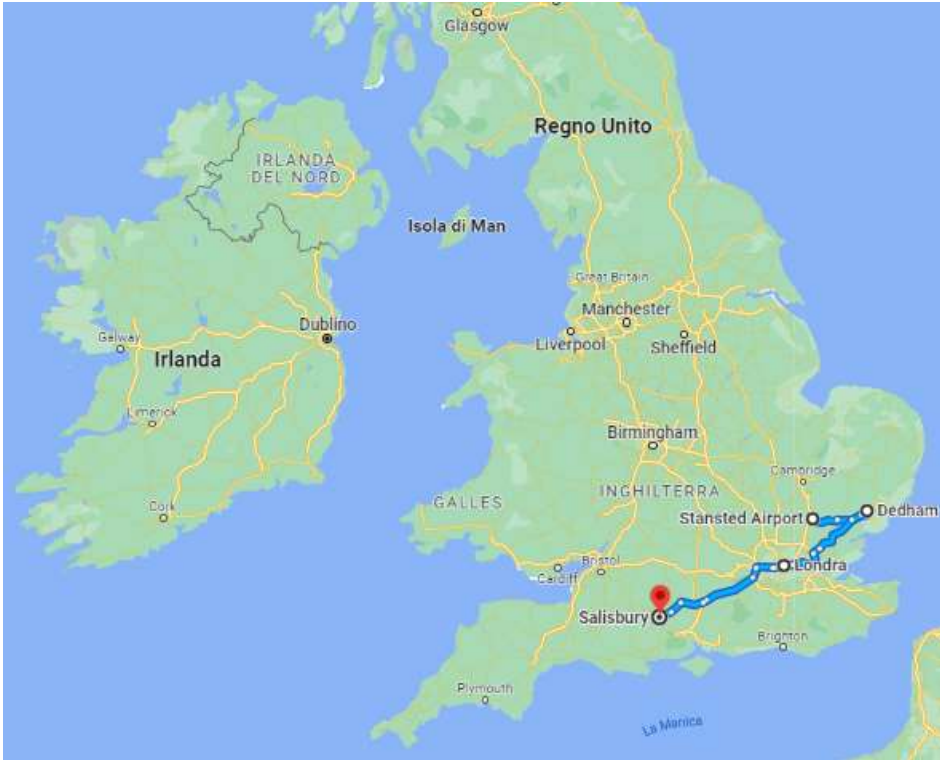 Glasgow
Regno Unito
IRLANDA
DEL NORD
Isola di Man
Great Britain
Manchester
Dublino
Galway
Liverpool
Sheffield
Irlanda
Limerick
Birmingham
Cambridge
INGHILTERRA
GALLES
Cork
Stansted Airport
Dedham
Bristol
Londra
Cardiff
Salisbury
Brighton
Plymouth
La Manica